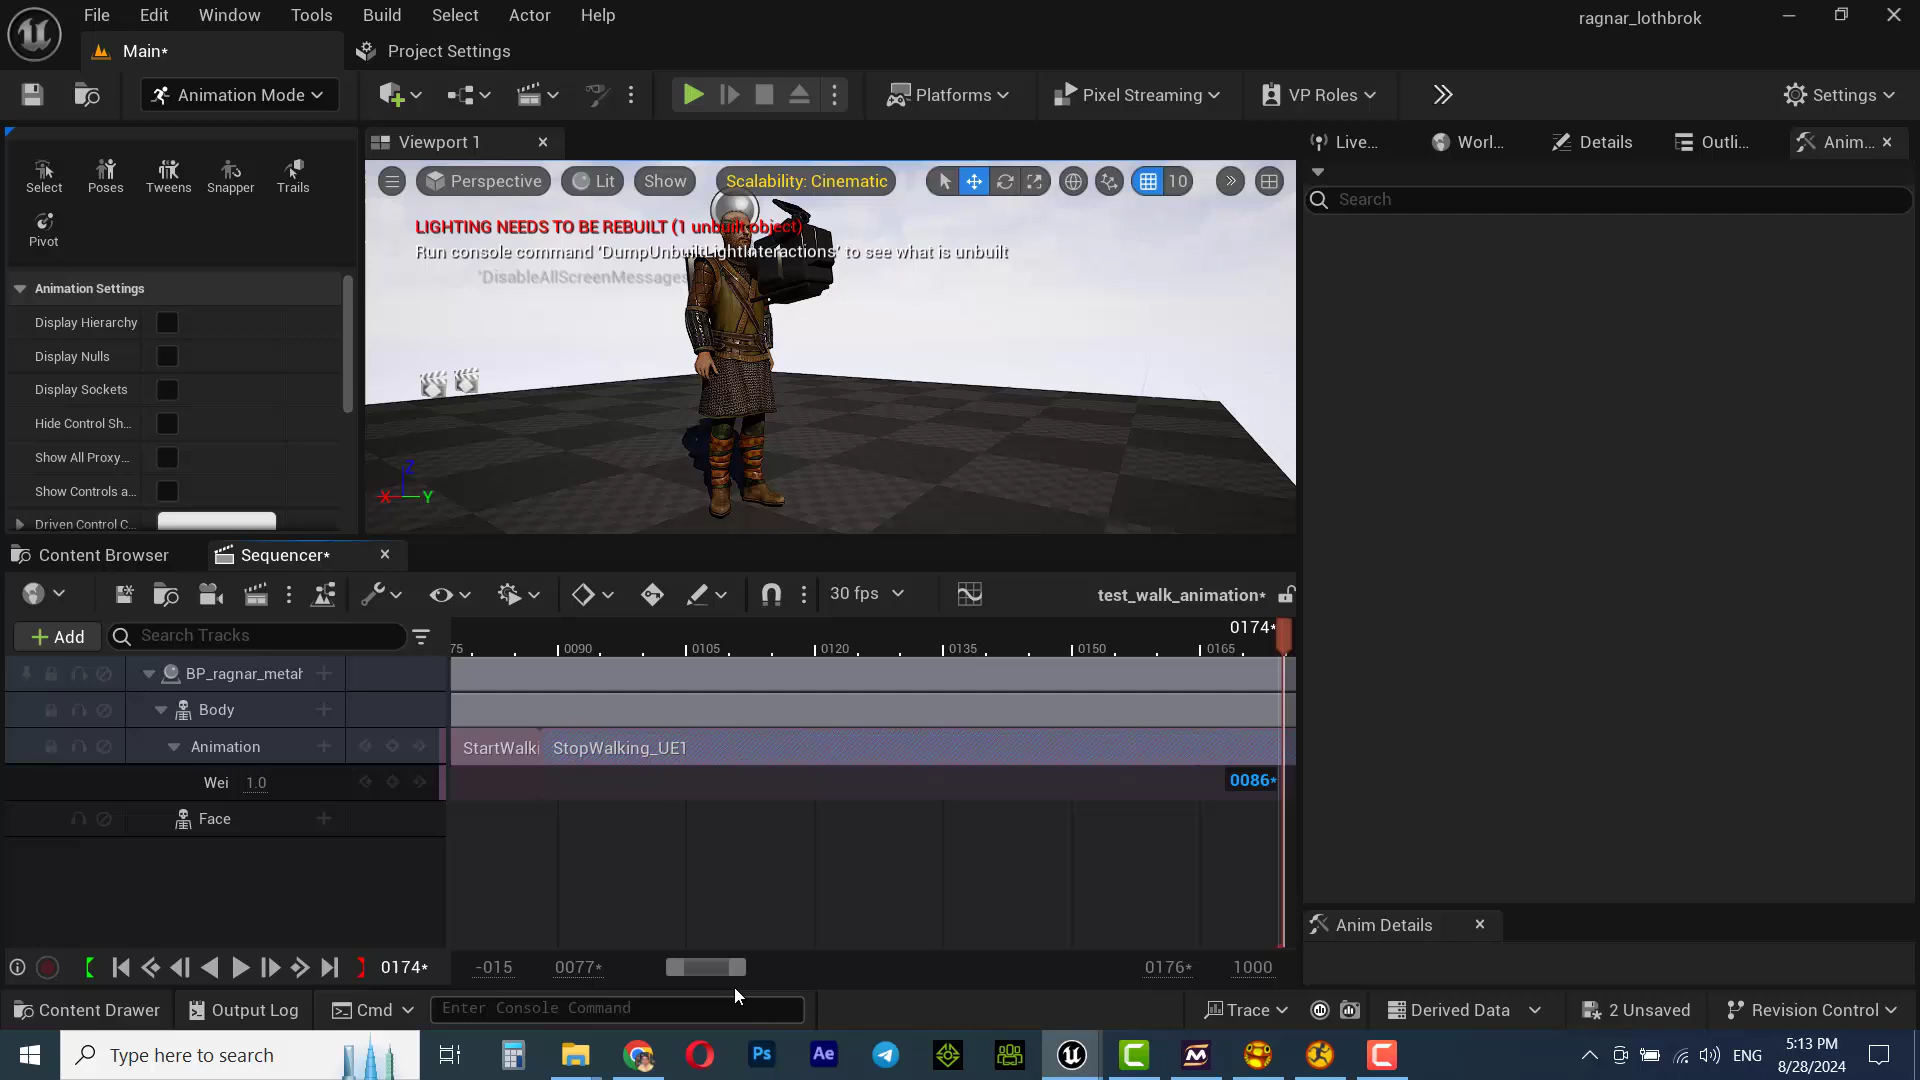 File Edit Window Tools Build Select Actor Help ragnar_lothbrok
Main* Project Settings
Animation Mode Platforms Pixel Streaming VP Roles Settings
Viewport 1 Live... Worl... Details Outli... Anim...
Select Poses Tweens Snapper Trails
Pivot
Perspective Lit Show Scalability: Cinematic 10
Search
LIGHTING NEEDS TO BE REBUILT (1 unbuilt object)
Run console command 'DumpUnbuiltLightInteractions' to see what is unbuilt
'DisableAllScreenMessages
Animation Settings
Display Hierarchy
Display Nulls
Display Sockets
Hide Control Sh...
Show All Proxy...
Show Controls a...
Driven Control C...
Z
X Y
Content Browser Sequencer*
30 fps test_walk_animation*
Add Search Tracks
0174*
75 0090 0105 0120 0135 0150 0165
BP_ragnar_metah
Body
Animation StartWalki StopWalking_UE1
Wei 1.0 0086*
Face
Anim Details
0174* -015 0077* 0176* 1000
Content Drawer Output Log Cmd Enter Console Command Trace Derived Data 2 Unsaved Revision Control
Type here to search Ps Ae ENG 5:13 PM
8/28/2024